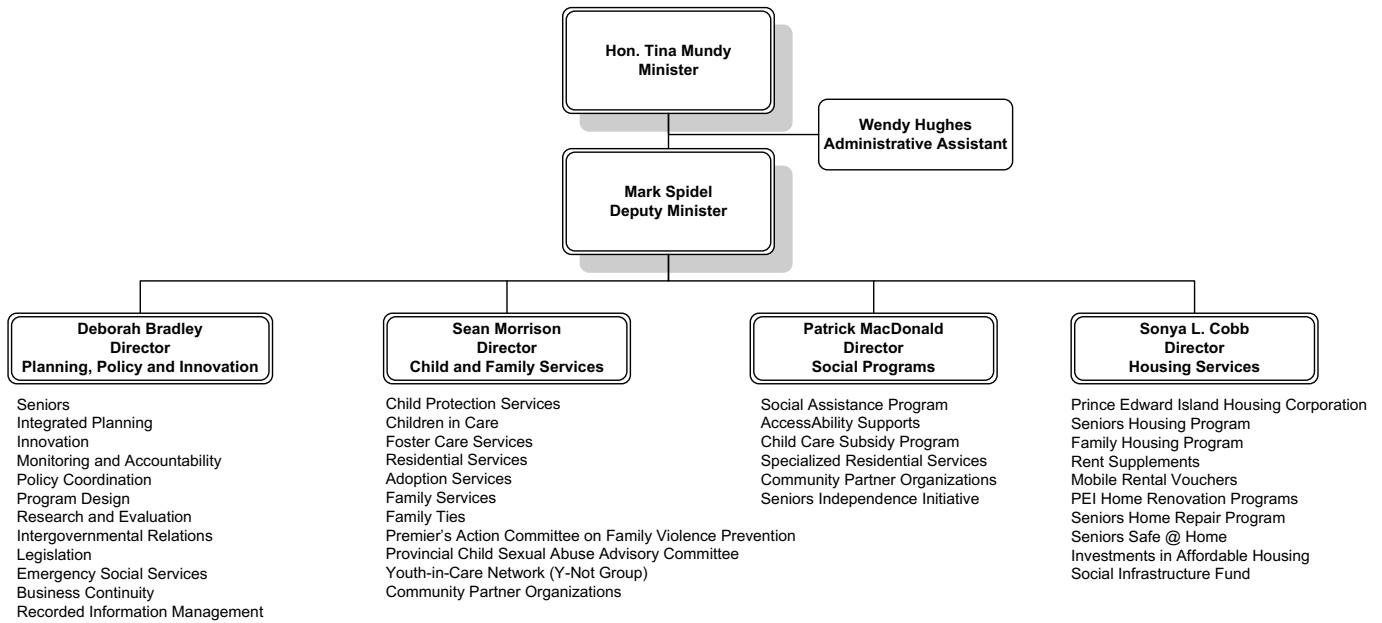 Hon. Tina Mundy
Minister
Wendy Hughes
Administrative Assistant
Mark Spidel
Deputy Minister
Deborah Bradley
Director
Planning, Policy and Innovation
Seniors
Integrated Planning
Innovation
Monitoring and Accountability
Policy Coordination
Program Design
Research and Evaluation
Intergovernmental Relations
Legislation
Emergency Social Services
Business Continuity
Recorded Information Management
Sean Morrison
Director
Child and Family Services
Child Protection Services
Children in Care
Foster Care Services
Residential Services
Adoption Services
Family Services
Family Ties
Premier’s Action Committee on Family Violence Prevention
Provincial Child Sexual Abuse Advisory Committee
Youth-in-Care Network (Y-Not Group)
Community Partner Organizations
Patrick MacDonald
Director
Social Programs
Social Assistance Program
AccessAbility Supports
Child Care Subsidy Program
Specialized Residential Services
Community Partner Organizations
Seniors Independence Initiative
Sonya L. Cobb
Director
Housing Services
Prince Edward Island Housing Corporation
Seniors Housing Program
Family Housing Program
Rent Supplements
Mobile Rental Vouchers
PEI Home Renovation Programs
Seniors Home Repair Program
Seniors Safe @ Home
Investments in Affordable Housing
Social Infrastructure Fund